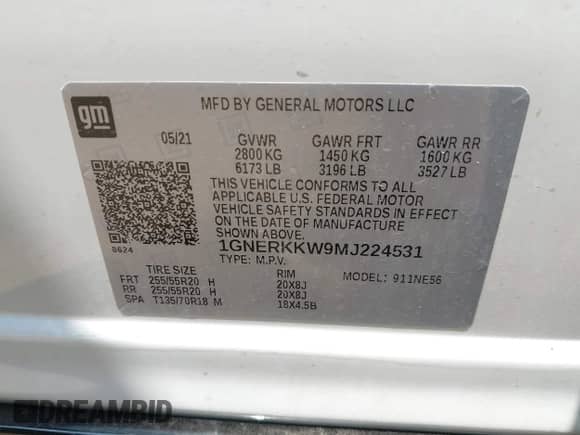 gm
MFD BY GENERAL MOTORS LLC
05/21 GVWR GAWR FRT GAWR RR
2800 KG 1450 KG 1600 KG
6173 LB 3196 LB 3527 LB
THIS VEHICLE CONFORMS TO ALL
APPLICABLE U.S. FEDERAL MOTOR
VEHICLE SAFETY STANDARDS IN EFFECT
ON THE DATE OF MANUFACTURE
SHOWN ABOVE.
8624
1GNERKKW9MJ224531
TYPE: M.P.V. MODEL: 911NE56
TIRE SIZE RIM
FRT 255/55R20 H 20X8J
RR 255/55R20 H 20X8J
SPA T135/70R18 M 18X4.5B
DREAMBID